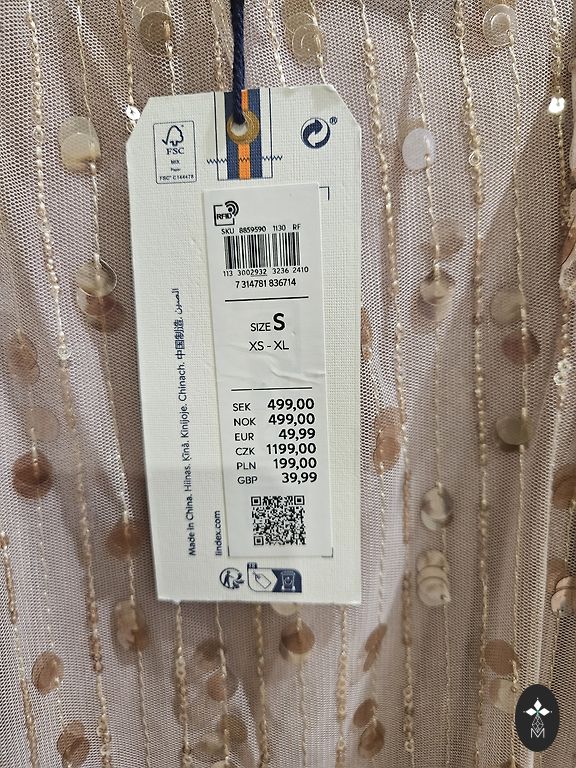 FSC
MIX
Paper
FSC® C144478
®
RFID
SKU 8859590 1130 RF
113 3002932 3236 2410
7 314781 836714
SIZE S
XS - XL
SEK 499,00
NOK 499,00
EUR 49,99
CZK 1199,00
PLN 199,00
GBP 39,99
Made in China. Hiinas. Ķīnā. Kinijoje. Chinach. 中国制造. الصين
lindex.com
M